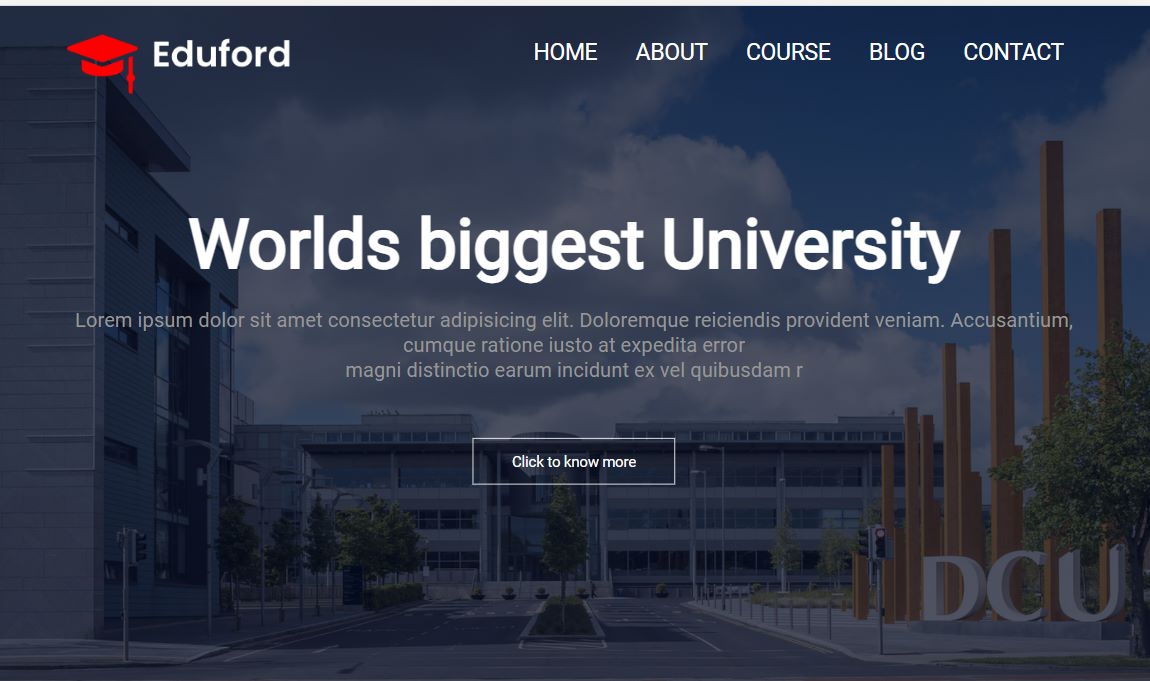 Eduford
HOME ABOUT COURSE BLOG CONTACT
Worlds biggest University
Lorem ipsum dolor sit amet consectetur adipisicing elit. Doloremque reiciendis provident veniam. Accusantium,
cumque ratione iusto at expedita error
magni distinctio earum incidunt ex vel quibusdam r
Click to know more
DCU